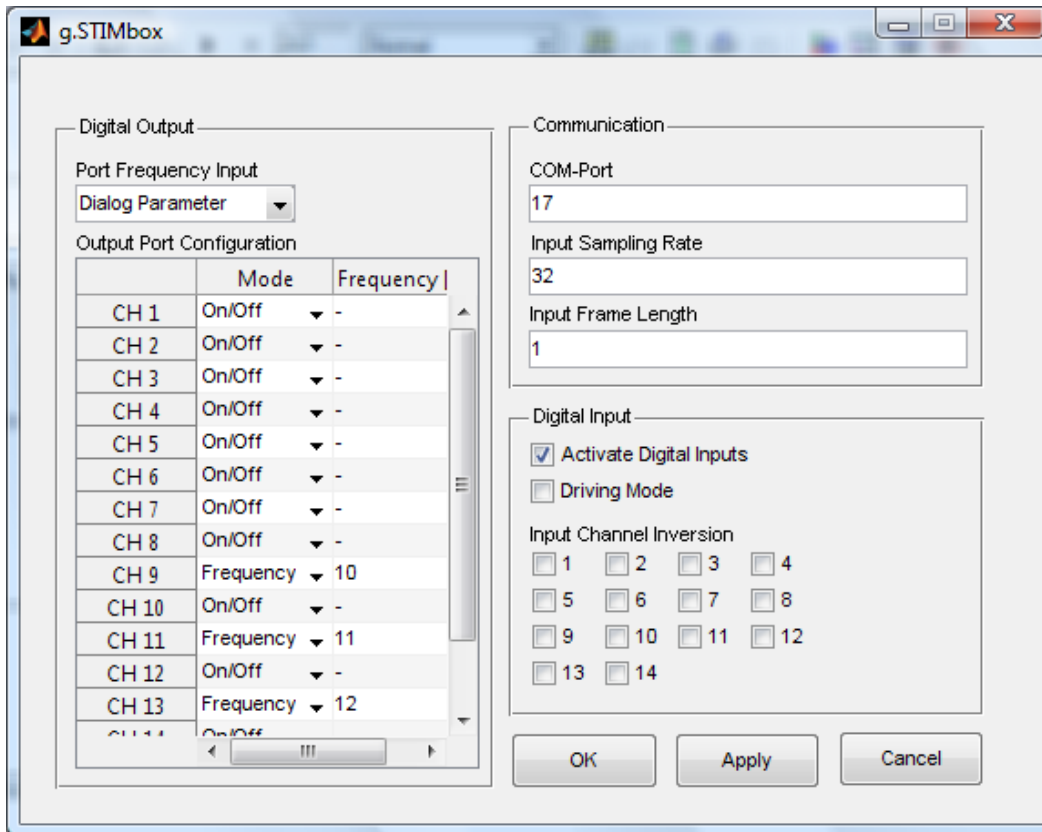 g.STIMbox
Digital Output
Port Frequency Input
Dialog Parameter
Output Port Configuration
Mode Frequency [
CH 1 On/Off -
CH 2 On/Off -
CH 3 On/Off -
CH 4 On/Off -
CH 5 On/Off -
CH 6 On/Off -
CH 7 On/Off -
CH 8 On/Off -
CH 9 Frequency 10
CH 10 On/Off -
CH 11 Frequency 11
CH 12 On/Off -
CH 13 Frequency 12
CH 14 On/Off
Communication
COM-Port
17
Input Sampling Rate
32
Input Frame Length
1
Digital Input
Activate Digital Inputs
Driving Mode
Input Channel Inversion
1 2 3 4
5 6 7 8
9 10 11 12
13 14
OK Apply Cancel